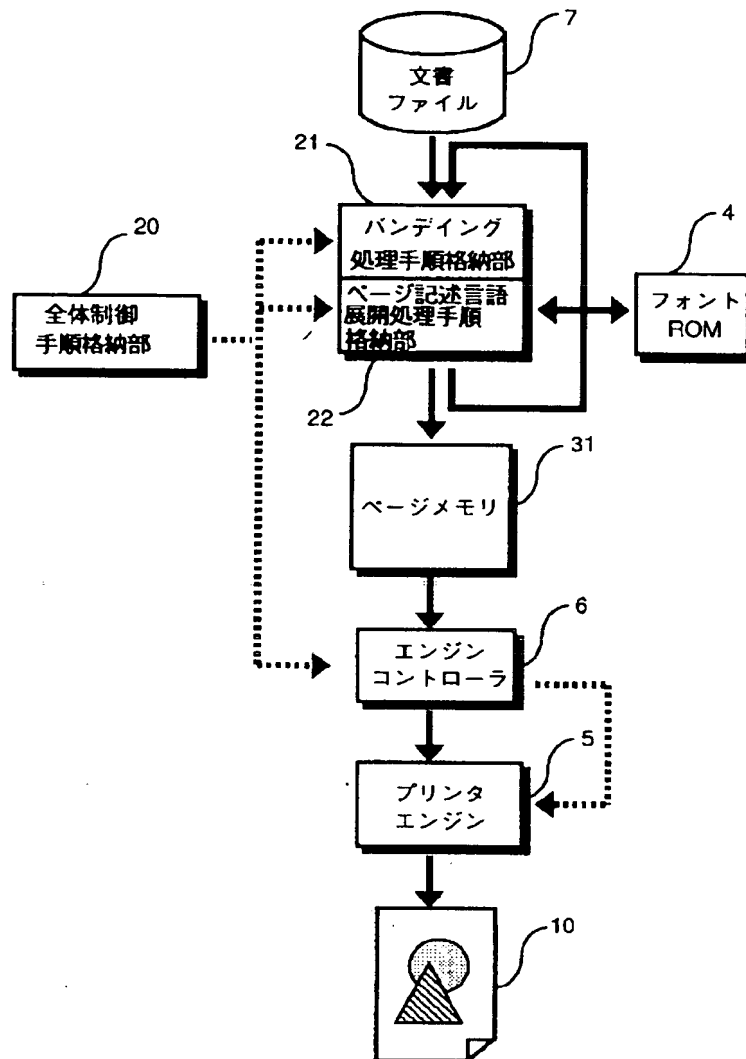 7
文書
ファイル
21
バンデイング
処理手順格納部
ページ記述言語
展開処理手順
格納部
22
20
全体制御
手順格納部
4
フォント
ROM
31
ページメモリ
6
エンジン
コントローラ
5
プリンタ
エンジン
10